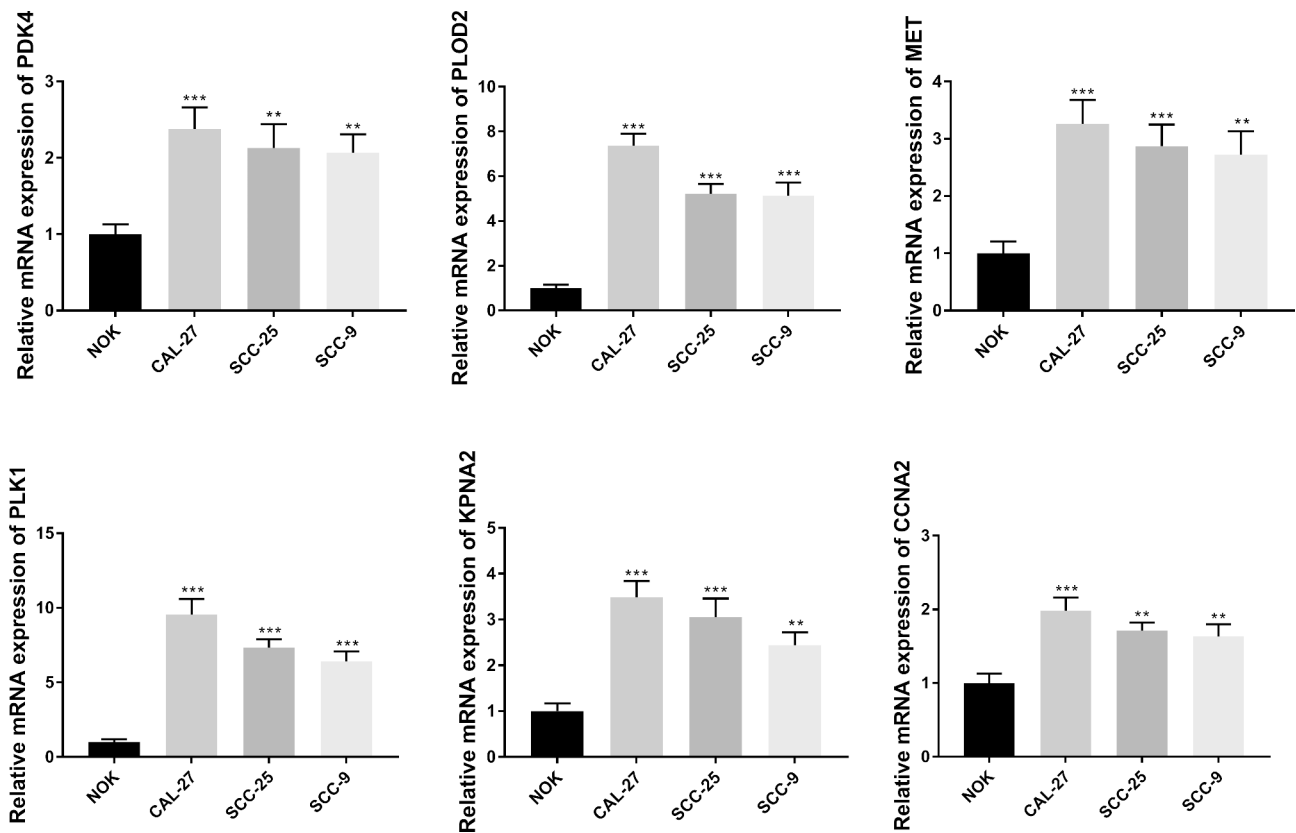 Relative mRNA expression of PDK4
3
2
1
0
***
**
**
NOK
CAL-27
SCC-25
SCC-9
Relative mRNA expression of PLOD2
10
8
6
4
2
0
***
***
***
NOK
CAL-27
SCC-25
SCC-9
Relative mRNA expression of MET
4
3
2
1
0
***
***
**
NOK
CAL-27
SCC-25
SCC-9
Relative mRNA expression of PLK1
15
10
5
0
***
***
***
NOK
CAL-27
SCC-25
SCC-9
Relative mRNA expression of KPNA2
5
4
3
2
1
0
***
***
**
NOK
CAL-27
SCC-25
SCC-9
Relative mRNA expression of CCNA2
3
2
1
0
***
**
**
NOK
CAL-27
SCC-25
SCC-9